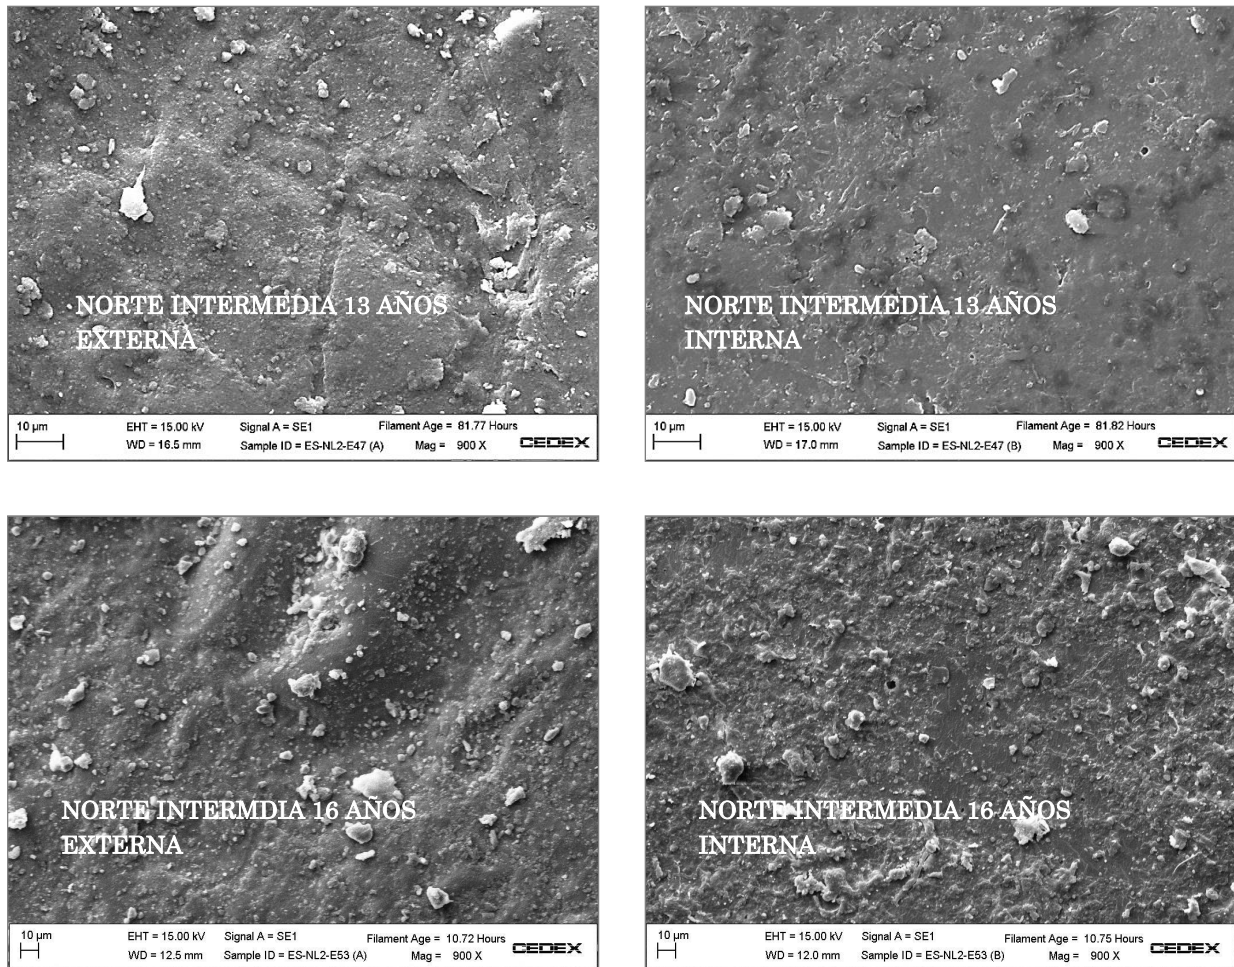 NORTE INTERMEDIA 13 AÑOS
EXTERNA
10 µm
EHT = 15.00 kV
Signal A = SE1
Filament Age = 81.77 Hours
WD = 16.5 mm
Sample ID = ES-NL2-E47 (A)
Mag = 900 X
CEDEX
NORTE INTERMEDIA 13 AÑOS
INTERNA
10 µm
EHT = 15.00 kV
Signal A = SE1
Filament Age = 81.82 Hours
WD = 17.0 mm
Sample ID = ES-NL2-E47 (B)
Mag = 900 X
CEDEX
NORTE INTERMDIA 16 AÑOS
EXTERNA
10 µm
EHT = 15.00 kV
Signal A = SE1
Filament Age = 10.72 Hours
WD = 12.5 mm
Sample ID = ES-NL2-E53 (A)
Mag = 900 X
CEDEX
NORTE INTERMEDIA 16 AÑOS
INTERNA
10 µm
EHT = 15.00 kV
Signal A = SE1
Filament Age = 10.75 Hours
WD = 12.0 mm
Sample ID = ES-NL2-E53 (B)
Mag = 900 X
CEDEX